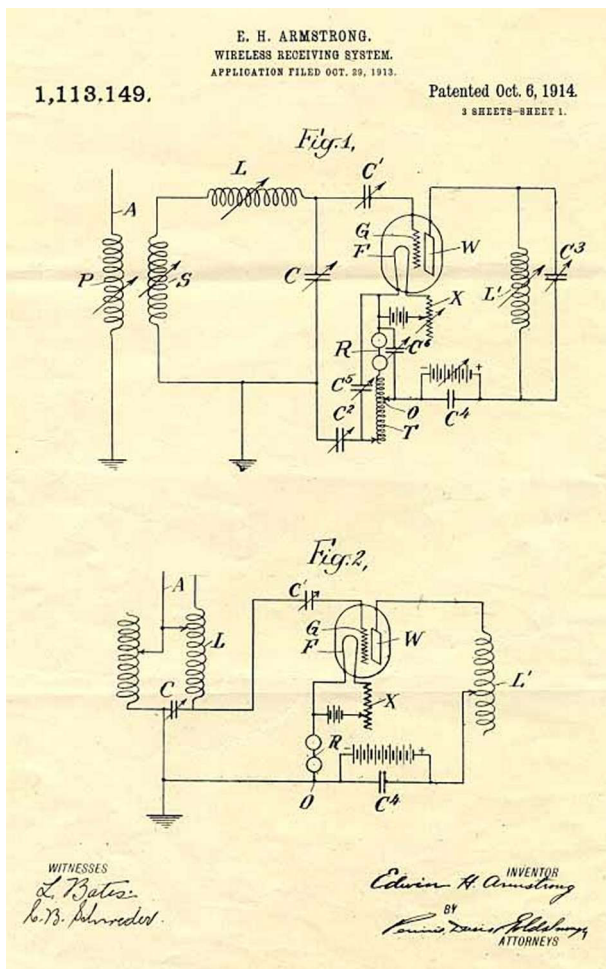 E. H. ARMSTRONG.
WIRELESS RECEIVING SYSTEM.
APPLICATION FILED OCT. 29, 1913.
1,113,149.
Patented Oct. 6, 1914.
3 SHEETS—SHEET 1.
Fig. 1,
L
C'
A
G
F
W
P
S
C
L'
C3
X
R
C6
C5
O
C2
T
C4
+
Fig. 2,
A
C'
G
F
W
L
C
X
L'
R
- +
O
C4
WITNESSES
L. Bates
C. B. Schroeder.
INVENTOR
Edwin H. Armstrong
BY
ATTORNEYS